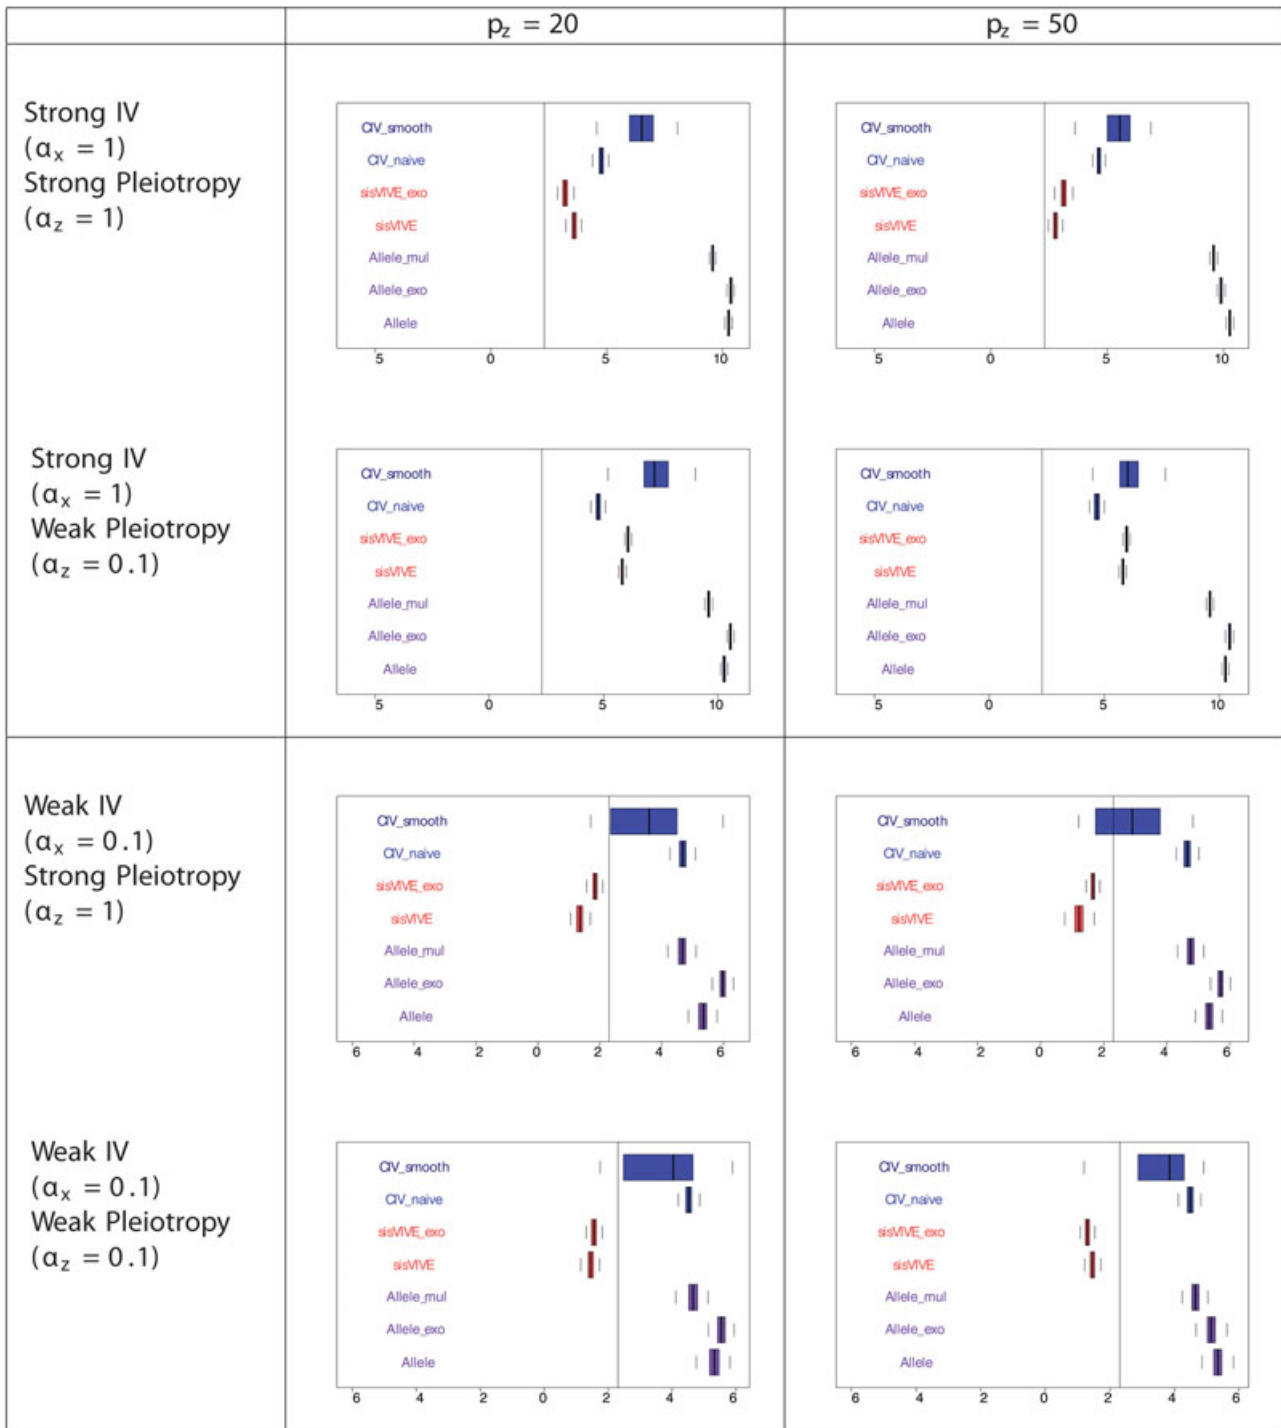 p_z = 20
p_z = 50
Strong IV
(α_x = 1)
Strong Pleiotropy
(α_z = 1)
CIV_smooth
CIV_naive
sisVIVE_exo
sisVIVE
Allele_mul
Allele_exo
Allele
5 0 5 10
CIV_smooth
CIV_naive
sisVIVE_exo
sisVIVE
Allele_mul
Allele_exo
Allele
5 0 5 10
Strong IV
(α_x = 1)
Weak Pleiotropy
(α_z = 0.1)
CIV_smooth
CIV_naive
sisVIVE_exo
sisVIVE
Allele_mul
Allele_exo
Allele
5 0 5 10
CIV_smooth
CIV_naive
sisVIVE_exo
sisVIVE
Allele_mul
Allele_exo
Allele
5 0 5 10
Weak IV
(α_x = 0.1)
Strong Pleiotropy
(α_z = 1)
CIV_smooth
CIV_naive
sisVIVE_exo
sisVIVE
Allele_mul
Allele_exo
Allele
6 4 2 0 2 4 6
CIV_smooth
CIV_naive
sisVIVE_exo
sisVIVE
Allele_mul
Allele_exo
Allele
6 4 2 0 2 4 6
Weak IV
(α_x = 0.1)
Weak Pleiotropy
(α_z = 0.1)
CIV_smooth
CIV_naive
sisVIVE_exo
sisVIVE
Allele_mul
Allele_exo
Allele
6 4 2 0 2 4 6
CIV_smooth
CIV_naive
sisVIVE_exo
sisVIVE
Allele_mul
Allele_exo
Allele
6 4 2 0 2 4 6